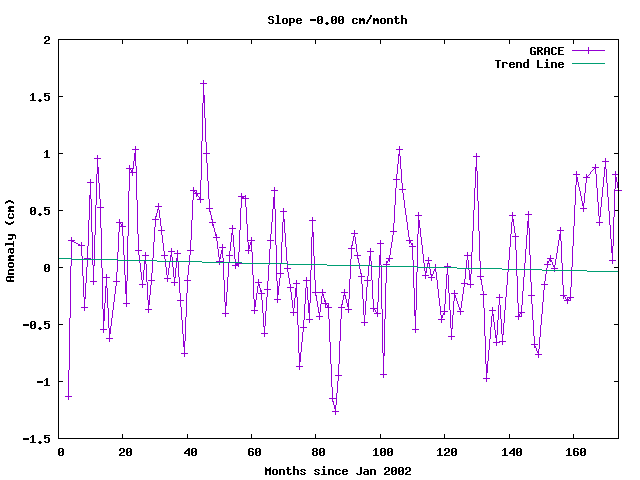 Slope -0.00 cm/month
GRACE
Trend Line
2
1.5
1
0.5
0
-0.5
-1
-1.5
Anomaly (cm)
0 20 40 60 80 100 120 140 160
Months since Jan 2002